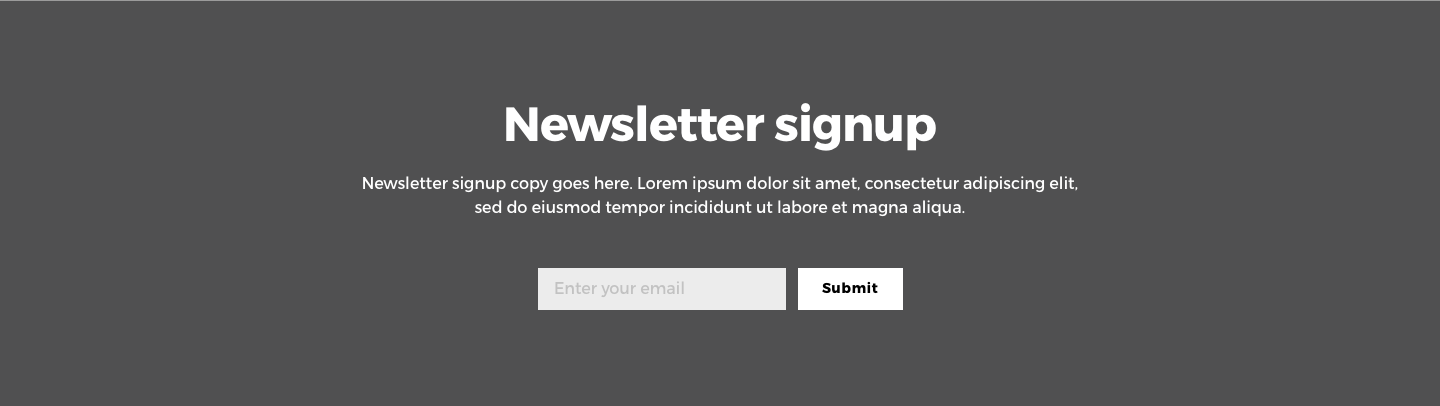 Newsletter signup
Newsletter signup copy goes here. Lorem ipsum dolor sit amet, consectetur adipiscing elit,
sed do eiusmod tempor incididunt ut labore et magna aliqua.
Enter your email
Submit